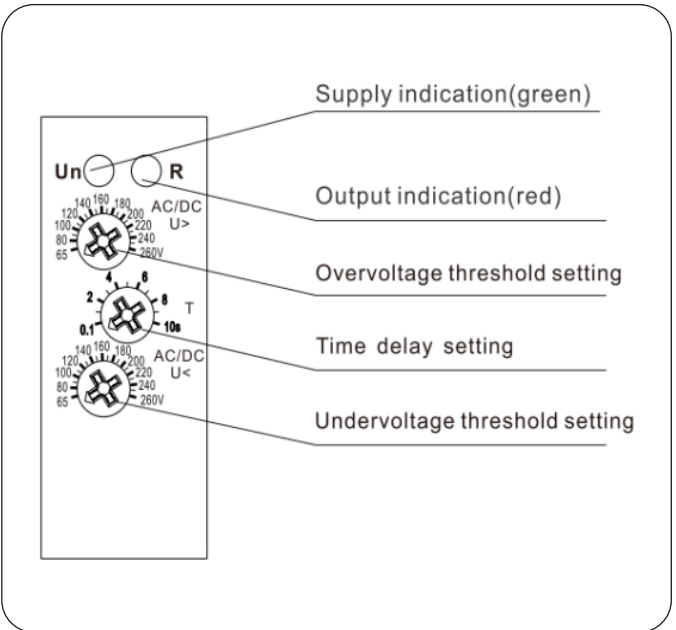 Supply indication(green)
Un R
Output indication(red)
65 80 100 120 140 160 180 200 220 240 260V
AC/DC
U>
Overvoltage threshold setting
0.1 2 4 6 8 10s
T
Time delay setting
65 80 100 120 140 160 180 200 220 240 260V
AC/DC
U<
Undervoltage threshold setting